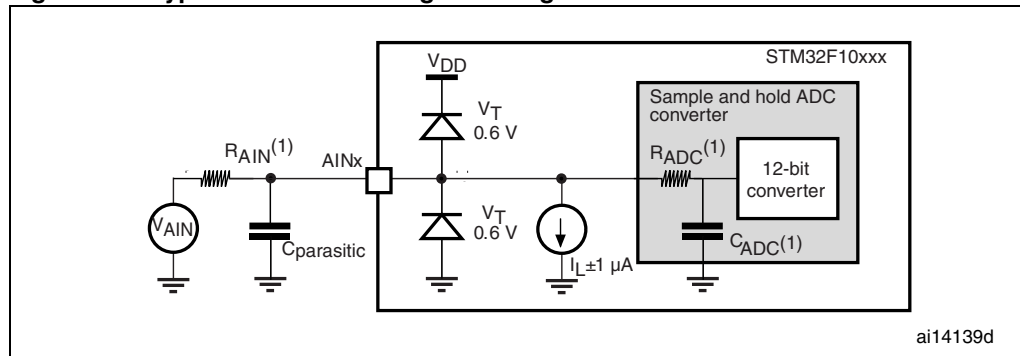 STM32F10xxx
VDD
Sample and hold ADC
converter
VT
0.6 V
RAIN(1)
AINx
RADC(1)
12-bit
converter
VAIN
Cparasitic
VT
0.6 V
IL±1 µA
CADC(1)
ai14139d